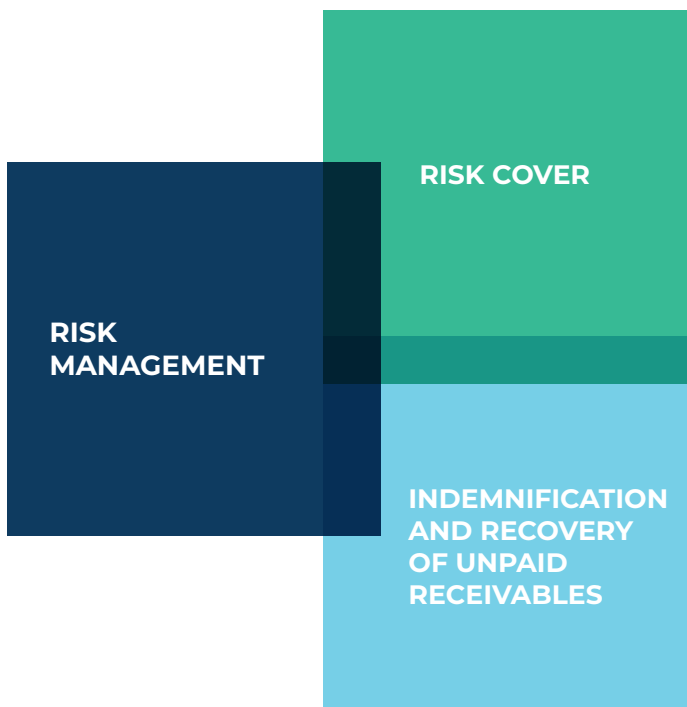 RISK COVER
RISK
MANAGEMENT
INDEMNIFICATION
AND RECOVERY
OF UNPAID
RECEIVABLES